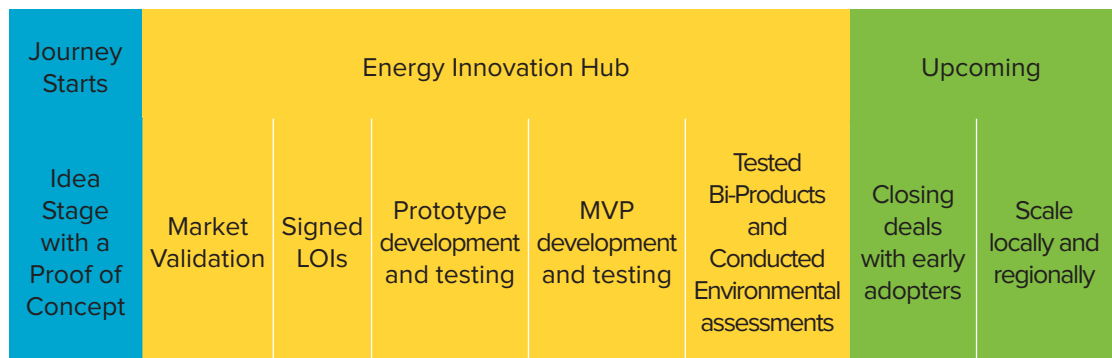 Journey
Starts
Energy Innovation Hub
Upcoming
Idea
Stage
with a
Proof of
Concept
Market
Validation
Signed
LOIs
Prototype
development
and testing
MVP
development
and testing
Tested
Bi-Products
and
Conducted
Environmental
assessments
Closing
deals
with early
adopters
Scale
locally and
regionally